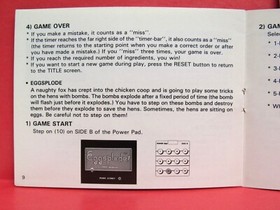 4) GAME OVER
* If you make a mistake, it counts as a "miss".
* If the timer reaches the far right side of the "timer-bar", it also counts as a "miss"
(the timer returns to the starting point when you make a correct order or after
you have made a mistake.) If you "miss" three times, your game is over.
* If you reach the required number of ingredients, you win!
* If you want to start a new game during play, press the RESET button to return
to the TITLE screen.
• EGGSPLODE
A naughty fox has crept into the chicken coop and is going to play some tricks
on the hens with bombs. The bombs explode after a fixed period of time (the bomb
will flash just before it explodes.) You have to step on these bombs and destroy
them before they explode to save the hens. Sometimes, the hens are sitting on
eggs. Be careful not to step on them!
1) GAME START
Step on (10) on SIDE B of the Power Pad.
Eggsplode
9
2) GAM
Selec
* 1-
* Wi